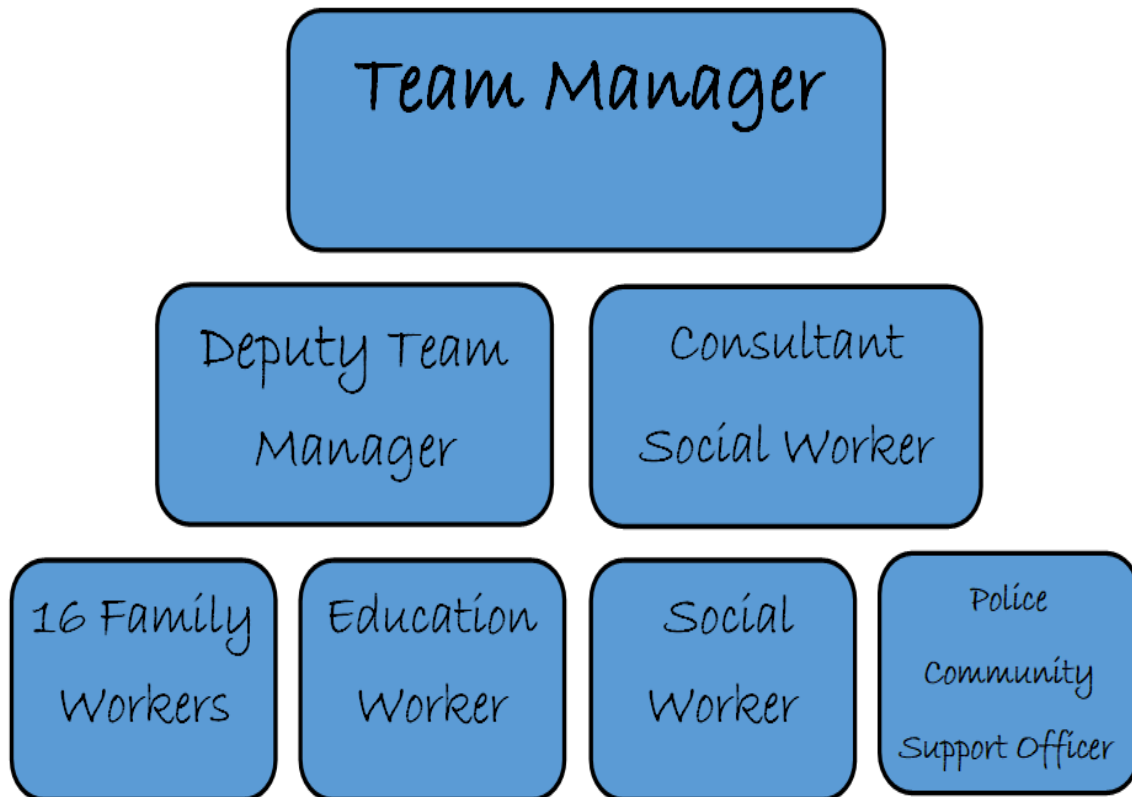 Team Manager
Deputy Team
Manager
Consultant
Social Worker
16 Family
Workers
Education
Worker
Social
Worker
Police
Community
Support Officer